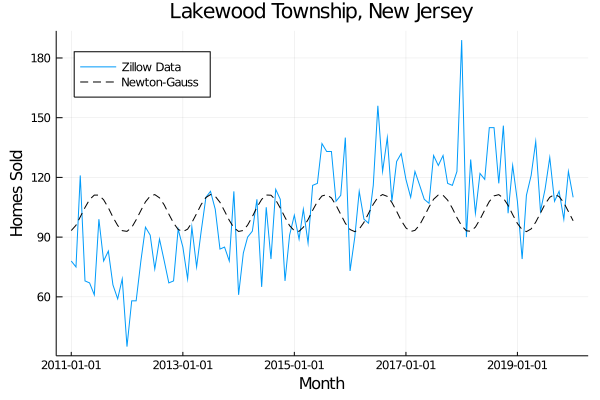 Lakewood Township, New Jersey
Zillow Data
Newton-Gauss
Homes Sold
180
150
120
90
60
2011-01-01 2013-01-01 2015-01-01 2017-01-01 2019-01-01
Month